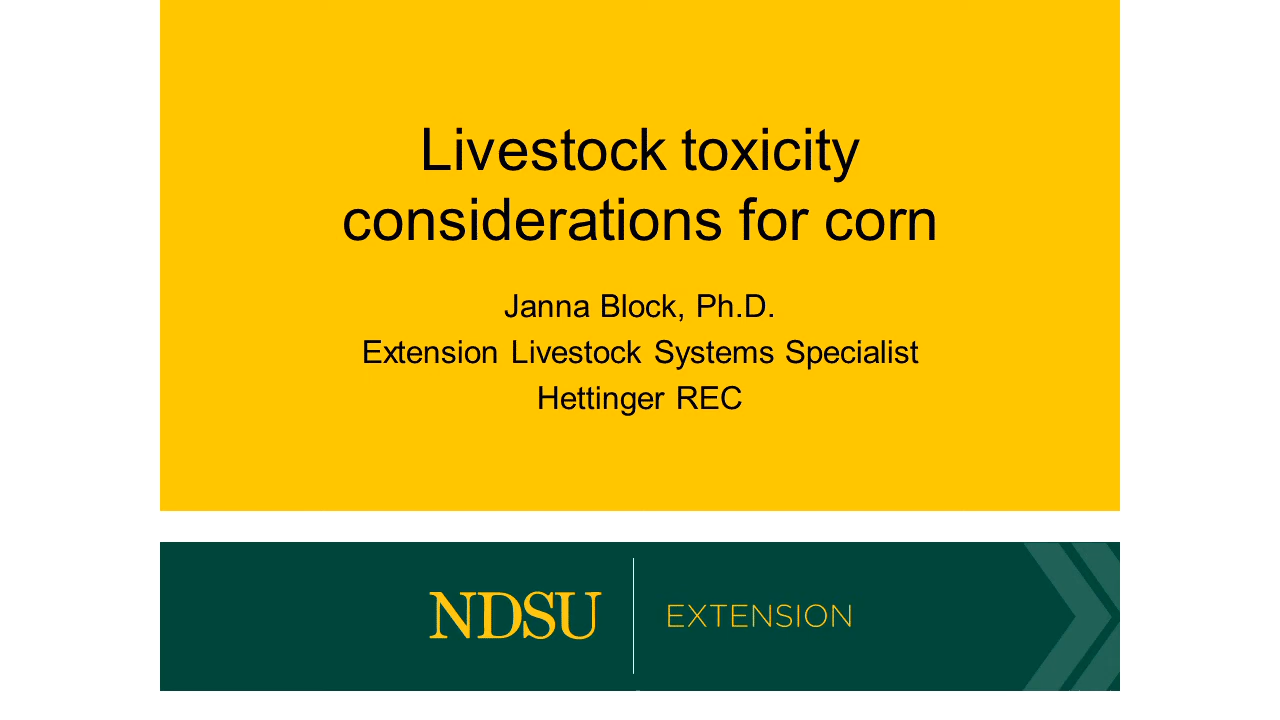 Livestock toxicity
considerations for corn
Janna Block, Ph.D.
Extension Livestock Systems Specialist
Hettinger REC
NDSU EXTENSION